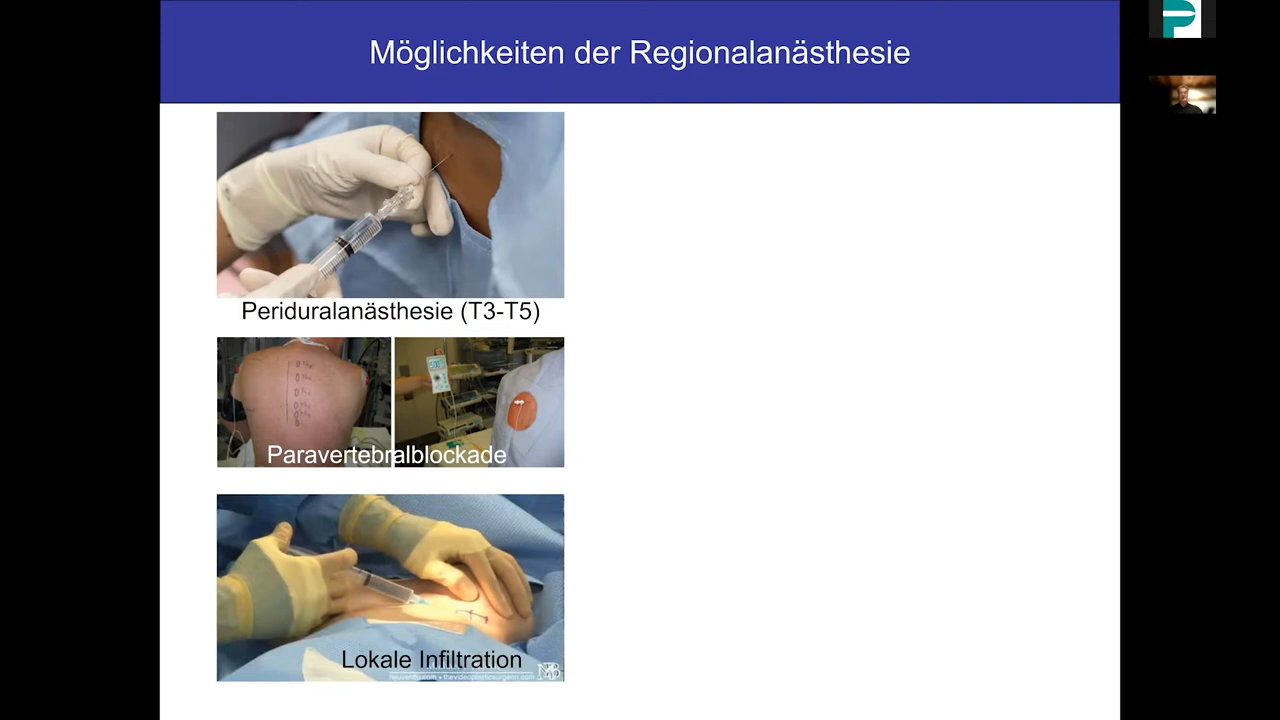 Möglichkeiten der Regionalanästhesie
Periduralanästhesie (T3-T5)
Paravertebralblockade
Lokale Infiltration